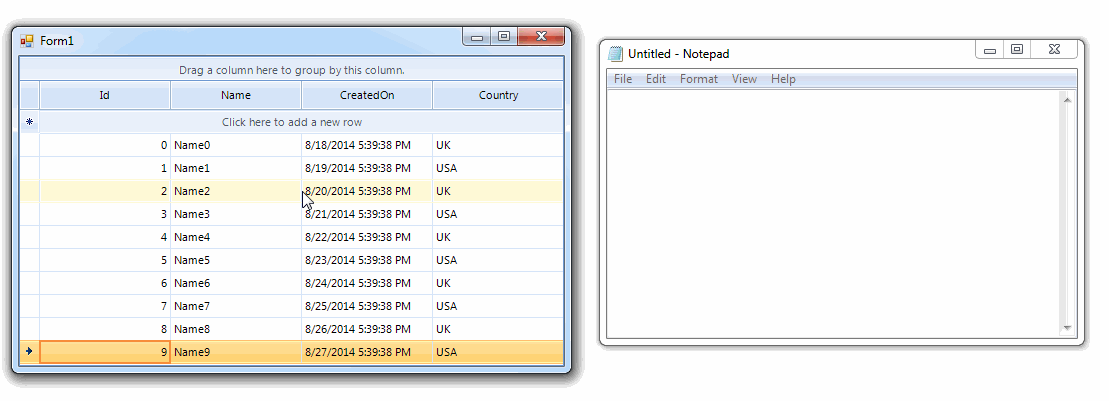 Form1
Drag a column here to group by this column.
Id Name CreatedOn Country
Click here to add a new row
0 Name0 8/18/2014 5:39:38 PM UK
1 Name1 8/19/2014 5:39:38 PM USA
2 Name2 8/20/2014 5:39:38 PM UK
3 Name3 8/21/2014 5:39:38 PM USA
4 Name4 8/22/2014 5:39:38 PM UK
5 Name5 8/23/2014 5:39:38 PM USA
6 Name6 8/24/2014 5:39:38 PM UK
7 Name7 8/25/2014 5:39:38 PM USA
8 Name8 8/26/2014 5:39:38 PM UK
9 Name9 8/27/2014 5:39:38 PM USA
Untitled - Notepad
File Edit Format View Help